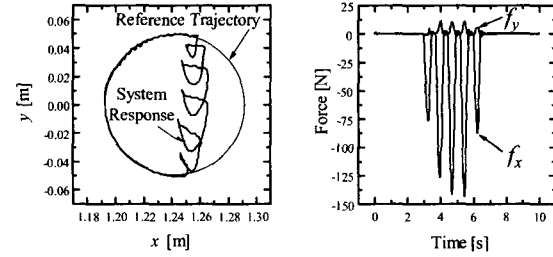 0.06
0.04
0.02
0.00
-0.02
-0.04
-0.06
y [m]
Reference Trajectory
System
Response
1.18 1.20 1.22 1.24 1.26 1.28 1.30
x [m]
25
0
-25
-50
-75
-100
-125
-150
Force [N]
f_y
f_x
0 2 4 6 8 10
Time [s]